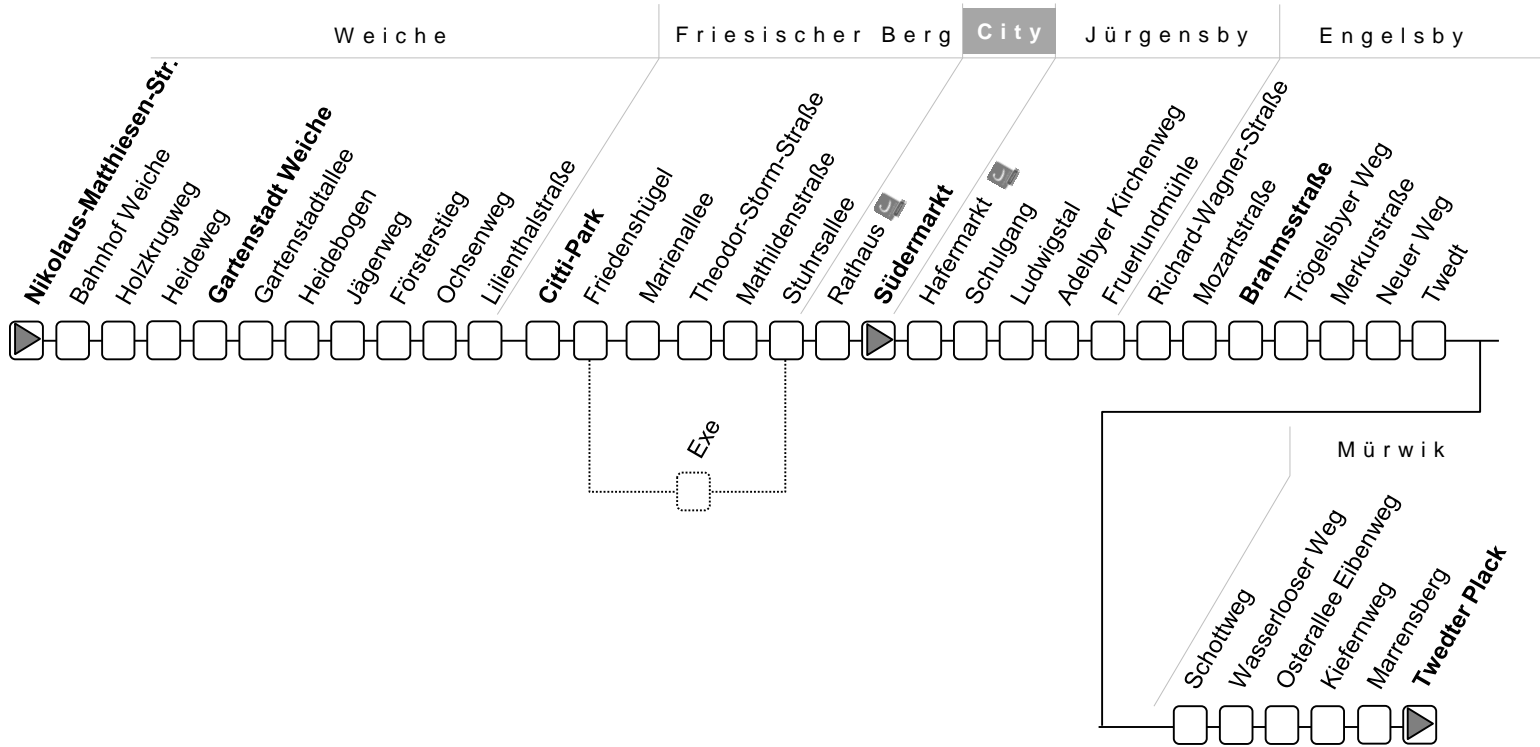 Weiche
Friesischer Berg
City
Jürgensby
Engelsby
Nikolaus-Matthiesen-Str.
Bahnhof Weiche
Holzkrugweg
Heideweg
Gartenstadt Weiche
Gartenstadtallee
Heidebogen
Jägerweg
Försterstieg
Ochsenweg
Lilienthalstraße
Citti-Park
Friedenshügel
Marienallee
Theodor-Storm-Straße
Mathildenstraße
Stuhrsallee
Rathaus
Südermarkt
Hafermarkt
Schulgang
Ludwigstal
Adelbyer Kirchenweg
Fruerlundmühle
Richard-Wagner-Straße
Mozartstraße
Brahmsstraße
Trögelsbyer Weg
Merkurstraße
Neuer Weg
Twedt
Exe
Mürwik
Schottweg
Wasserlooser Weg
Osterallee Eibenweg
Kiefernweg
Marrensberg
Twedter Plack